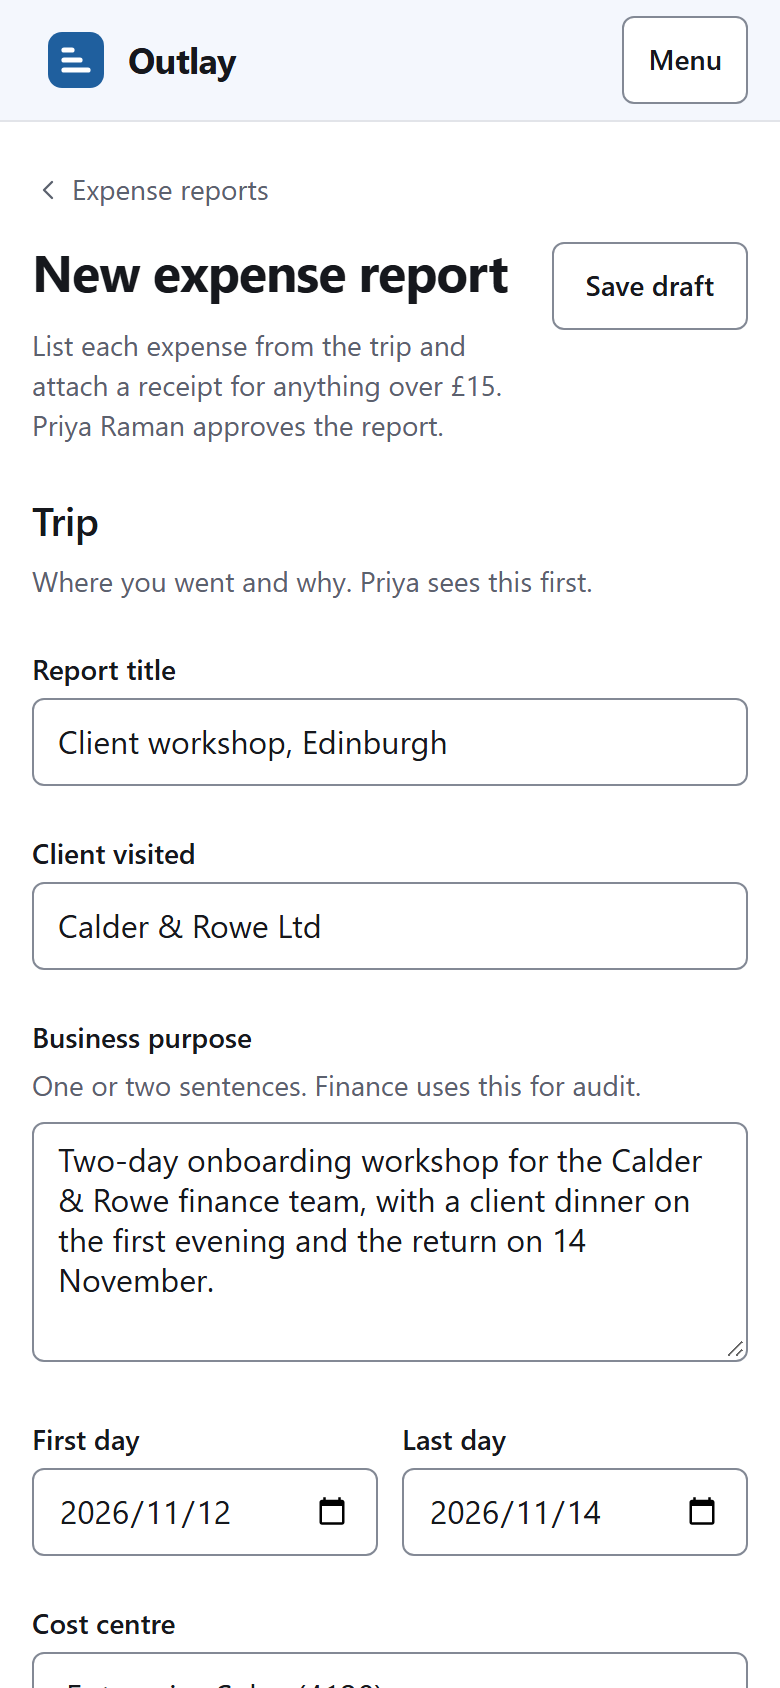 Outlay
Menu
Expense reports
New expense report
Save draft
List each expense from the trip and
attach a receipt for anything over £15.
Priya Raman approves the report.
Trip
Where you went and why. Priya sees this first.
Report title
Client workshop, Edinburgh
Client visited
Calder & Rowe Ltd
Business purpose
One or two sentences. Finance uses this for audit.
Two-day onboarding workshop for the Calder
& Rowe finance team, with a client dinner on
the first evening and the return on 14
November.
First day
Last day
2026/11/12
2026/11/14
Cost centre